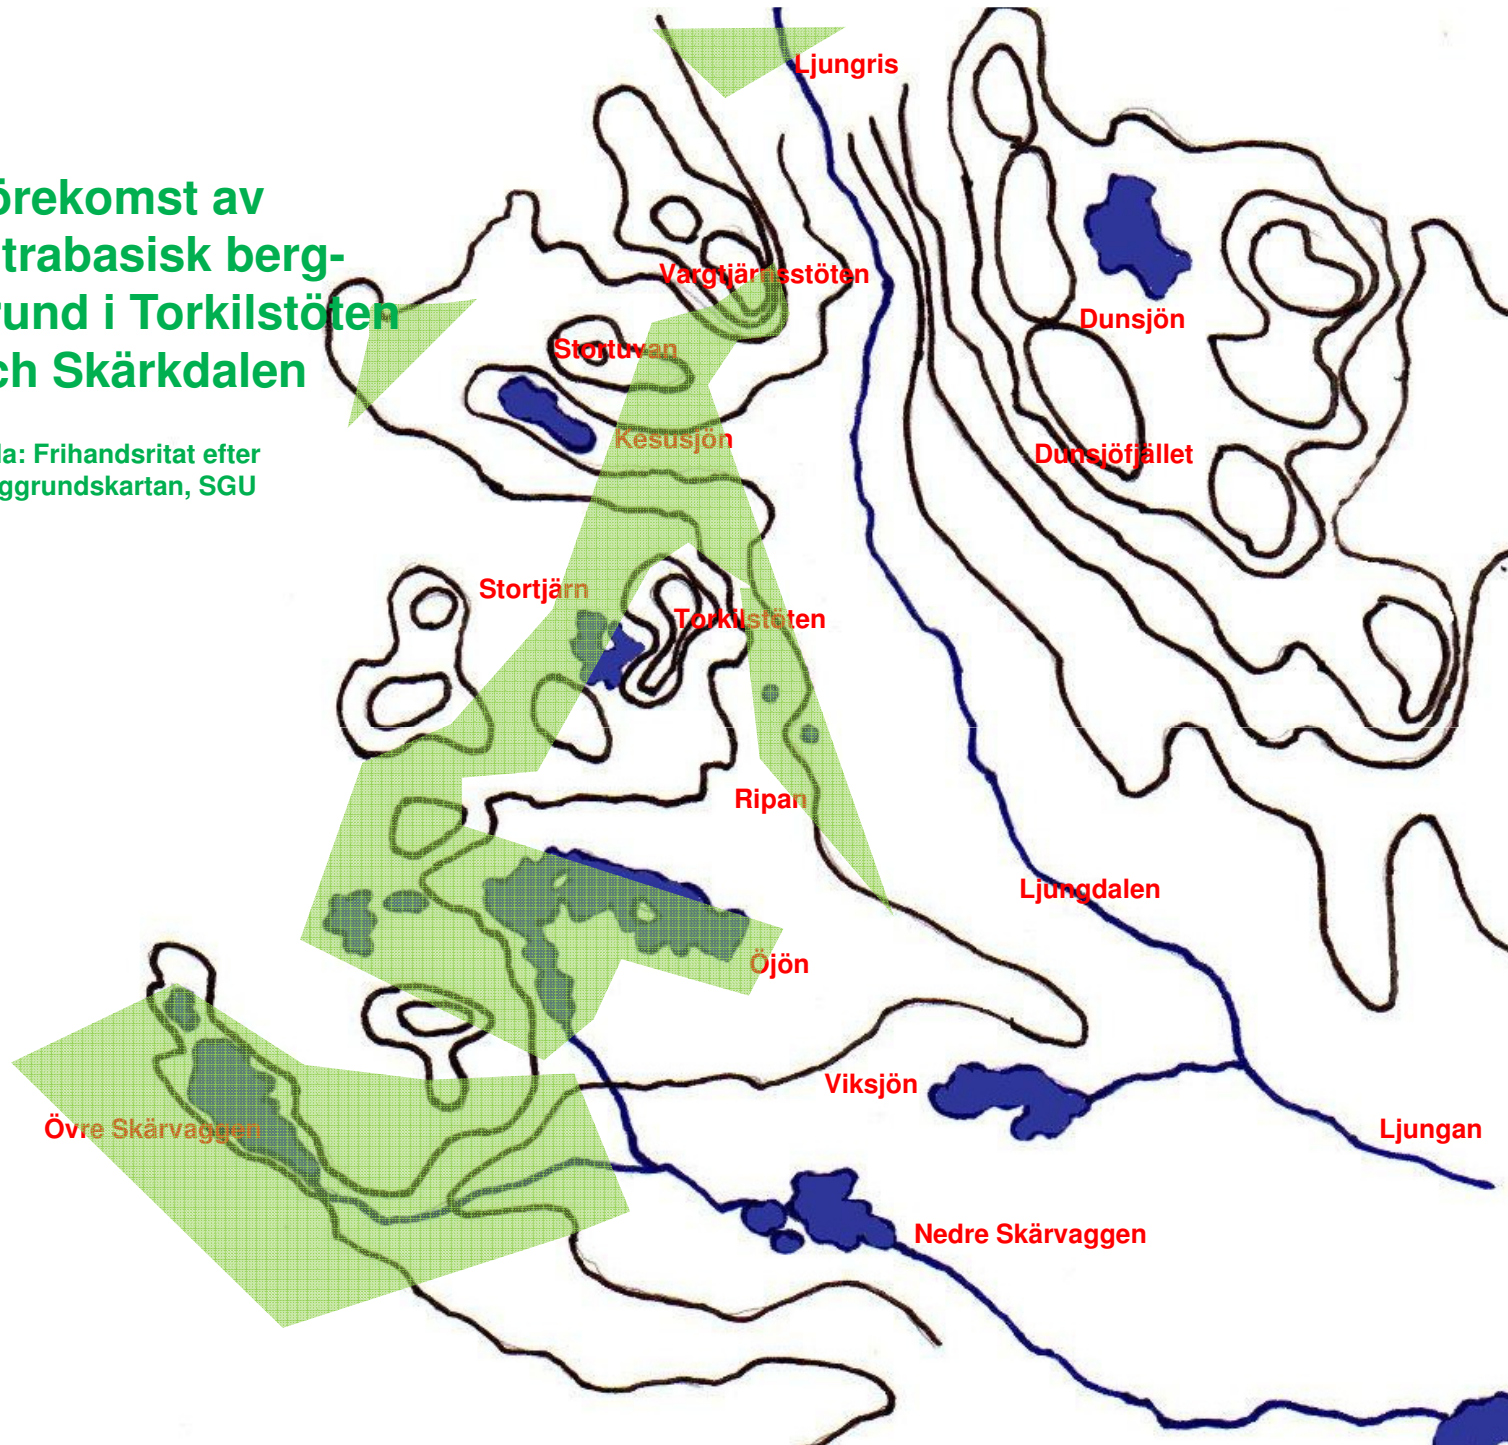 örekomst av
trabasisk berg-
rund i Torkilstöten
ch Skärkdalen
la: Frihandsritat efter
ggrundskartan, SGU
Ljungris
Vargtjärnsstöten
Dunsjön
Stortuvan
Kesusjön
Dunsjöfjället
Stortjärn
Torkilstöten
Ripan
Ljungdalen
Öjön
Viksjön
Övre Skärvaggen
Ljungan
Nedre Skärvaggen